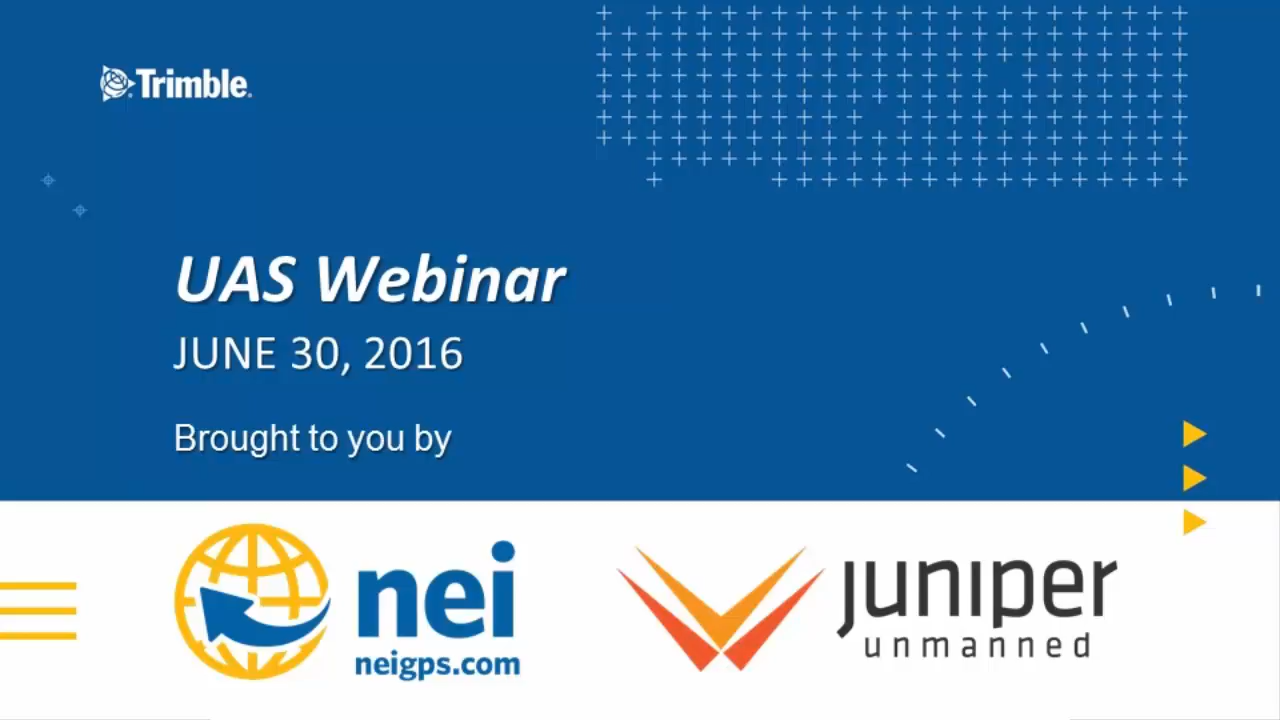 Trimble.
UAS Webinar
JUNE 30, 2016
Brought to you by
nei
neigps.com
juniper
unmanned